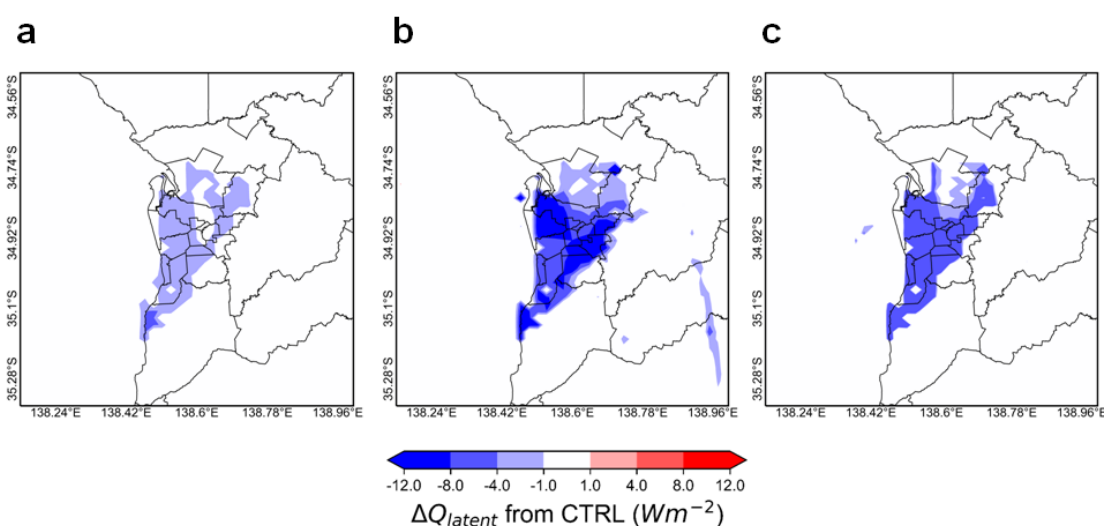 a b c
34.56°S 34.56°S 34.56°S
34.74°S 34.74°S 34.74°S
34.92°S 34.92°S 34.92°S
35.1°S 35.1°S 35.1°S
35.28°S 35.28°S 35.28°S
138.24°E 138.42°E 138.6°E 138.78°E 138.96°E 138.24°E 138.42°E 138.6°E 138.78°E 138.96°E 138.24°E 138.42°E 138.6°E 138.78°E 138.96°E
-12.0 -8.0 -4.0 -1.0 1.0 4.0 8.0 12.0
ΔQ_latent from CTRL (Wm⁻²)